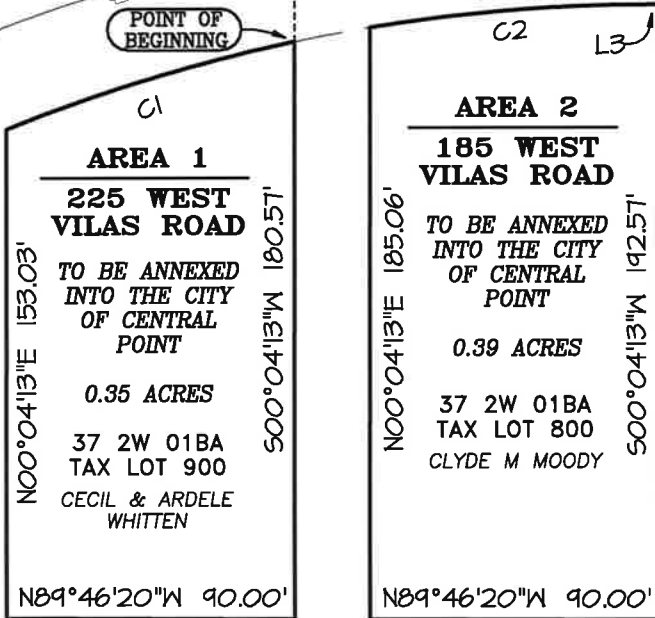 POINT OF
BEGINNING
C1
AREA 1
225 WEST
VILAS ROAD
TO BE ANNEXED
INTO THE CITY
OF CENTRAL
POINT
0.35 ACRES
37 2W 01BA
TAX LOT 900
CECIL & ARDELE
WHITTEN
N00°04'13"E 153.03'
S00°04'13"W 180.57'
N89°46'20"W 90.00'
C2
L3
AREA 2
185 WEST
VILAS ROAD
TO BE ANNEXED
INTO THE CITY
OF CENTRAL
POINT
0.39 ACRES
37 2W 01BA
TAX LOT 800
CLYDE M MOODY
N00°04'13"E 185.06'
S00°04'13"W 192.57'
N89°46'20"W 90.00'